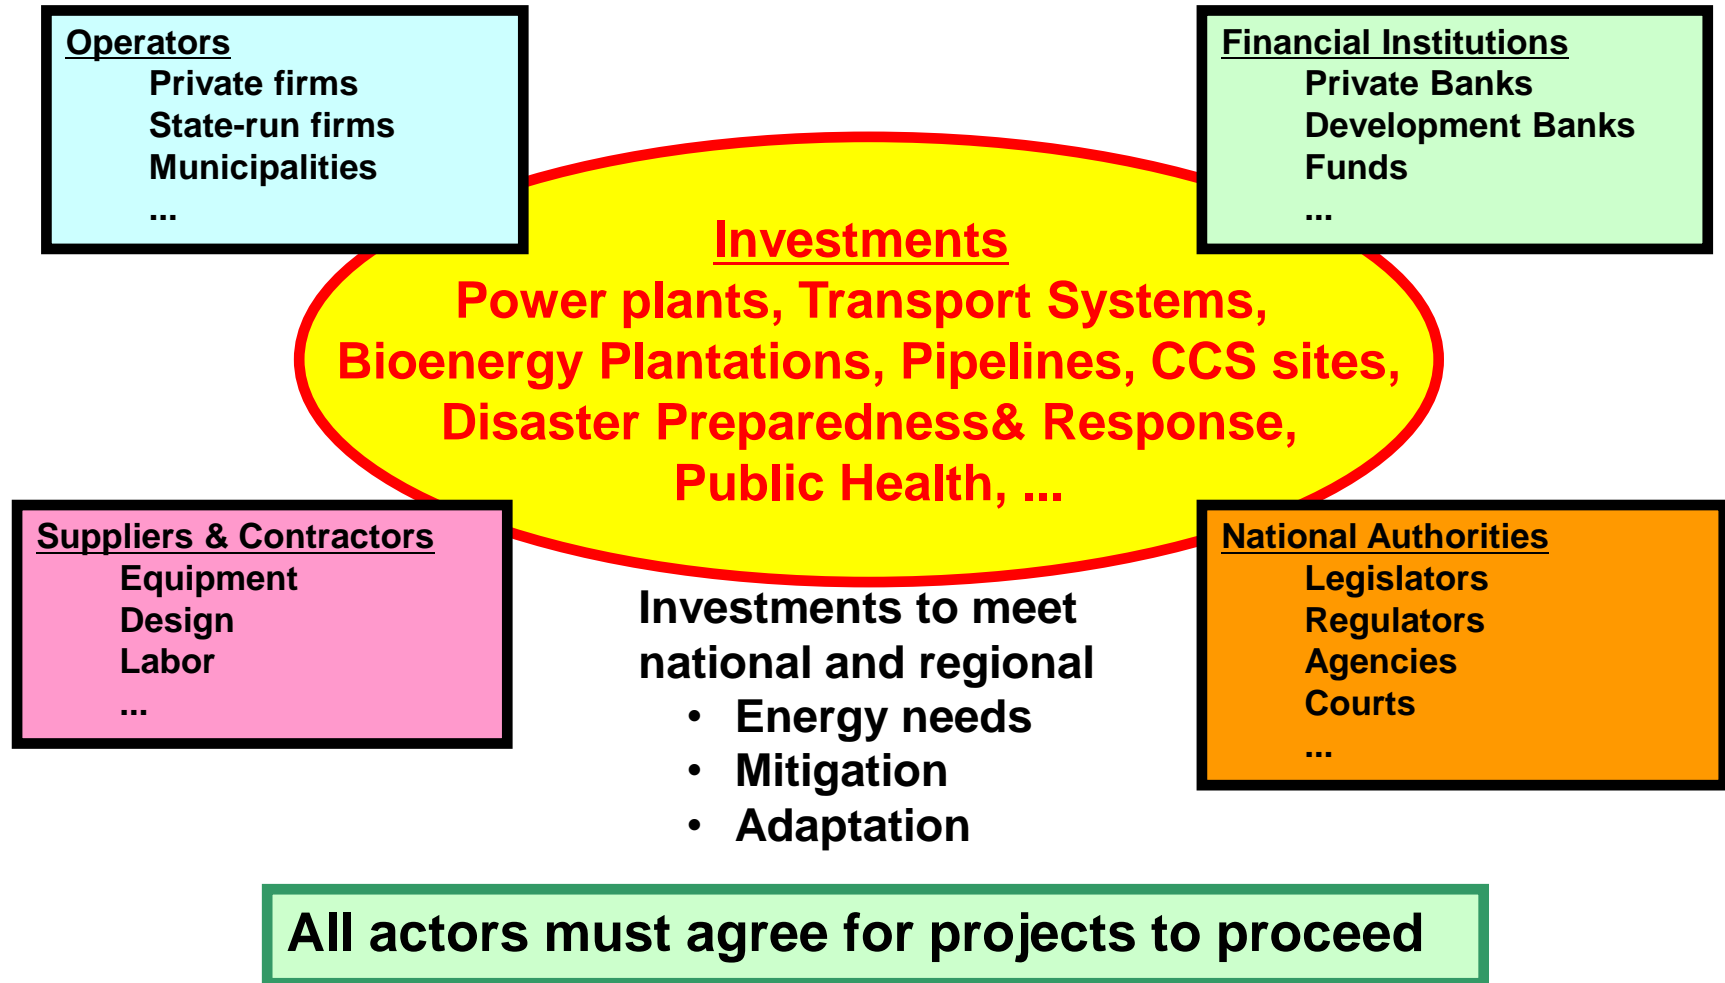 Operators
Private firms
State-run firms
Municipalities
...
Financial Institutions
Private Banks
Development Banks
Funds
...
Investments
Power plants, Transport Systems,
Bioenergy Plantations, Pipelines, CCS sites,
Disaster Preparedness& Response,
Public Health, ...
Suppliers & Contractors
Equipment
Design
Labor
...
National Authorities
Legislators
Regulators
Agencies
Courts
...
Investments to meet
national and regional
• Energy needs
• Mitigation
• Adaptation
All actors must agree for projects to proceed